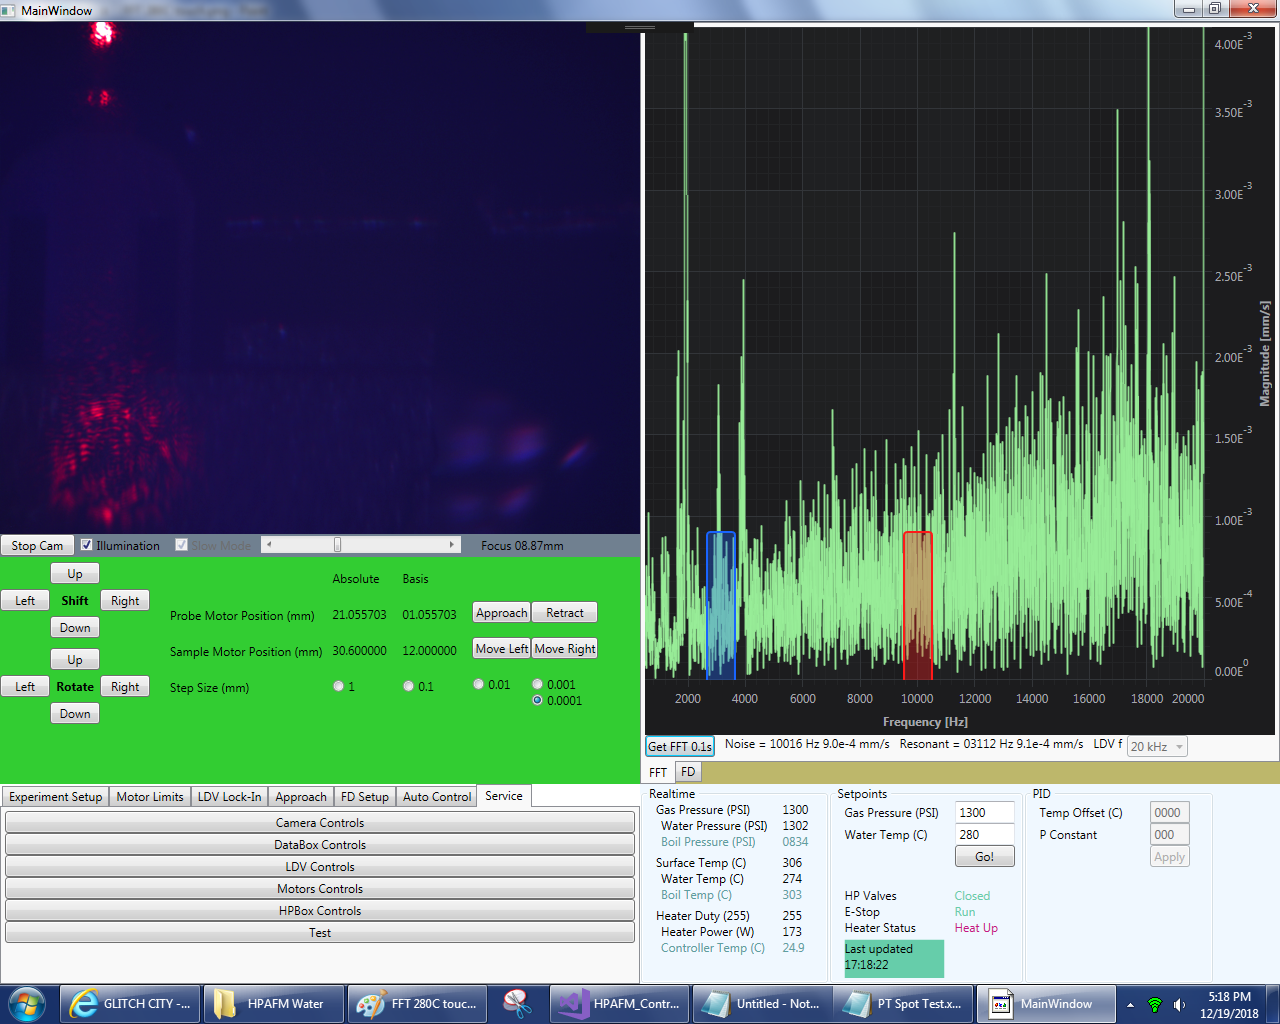 MainWindow
Stop Cam
Illumination
Slow Mode
Focus 08.87mm
Up
Left
Shift
Right
Down
Up
Left
Rotate
Right
Down
Absolute Basis
Probe Motor Position (mm) 21.055703 01.055703 Approach Retract
Sample Motor Position (mm) 30.600000 12.000000 Move Left Move Right
Step Size (mm) 1 0.1 0.01 0.001
0.0001
4.00E-3
3.50E-3
3.00E-3
2.50E-3
2.00E-3
1.50E-3
1.00E-3
5.00E-4
0.00E0
Magnitude [mm/s]
2000 4000 6000 8000 10000 12000 14000 16000 18000 20000
Frequency [Hz]
Get FFT 0.1s Noise = 10016 Hz 9.0e-4 mm/s Resonant = 03112 Hz 9.1e-4 mm/s LDV f 20 kHz
FFT FD
Experiment Setup Motor Limits LDV Lock-In Approach FD Setup Auto Control Service
Camera Controls
DataBox Controls
LDV Controls
Motors Controls
HPBox Controls
Test
Realtime
Gas Pressure (PSI) 1300
Water Pressure (PSI) 1302
Boil Pressure (PSI) 0834
Surface Temp (C) 306
Water Temp (C) 274
Boil Temp (C) 303
Heater Duty (255) 255
Heater Power (W) 173
Controller Temp (C) 24.9
Setpoints
Gas Pressure (PSI) 1300
Water Temp (C) 280
Go!
HP Valves Closed
E-Stop Run
Heater Status Heat Up
Last updated
17:18:22
PID
Temp Offset (C) 0000
P Constant 000
Apply
GLITCH CITY -... HPAFM Water FFT 280C touc... HPAFM_Contr... Untitled - Not... PT Spot Test.x... MainWindow
5:18 PM
12/19/2018